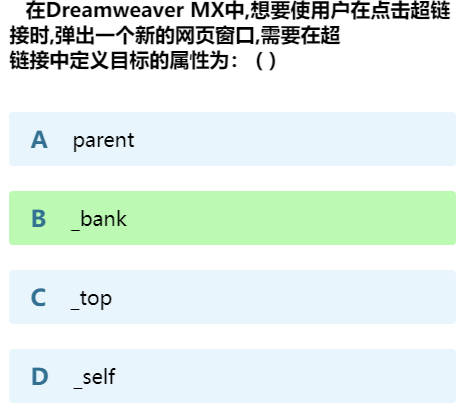 在Dreamweaver MX中,想要使用户在点击超链
接时,弹出一个新的网页窗口,需要在超
链接中定义目标的属性为：（ ）
A parent
B _bank
C _top
D _self